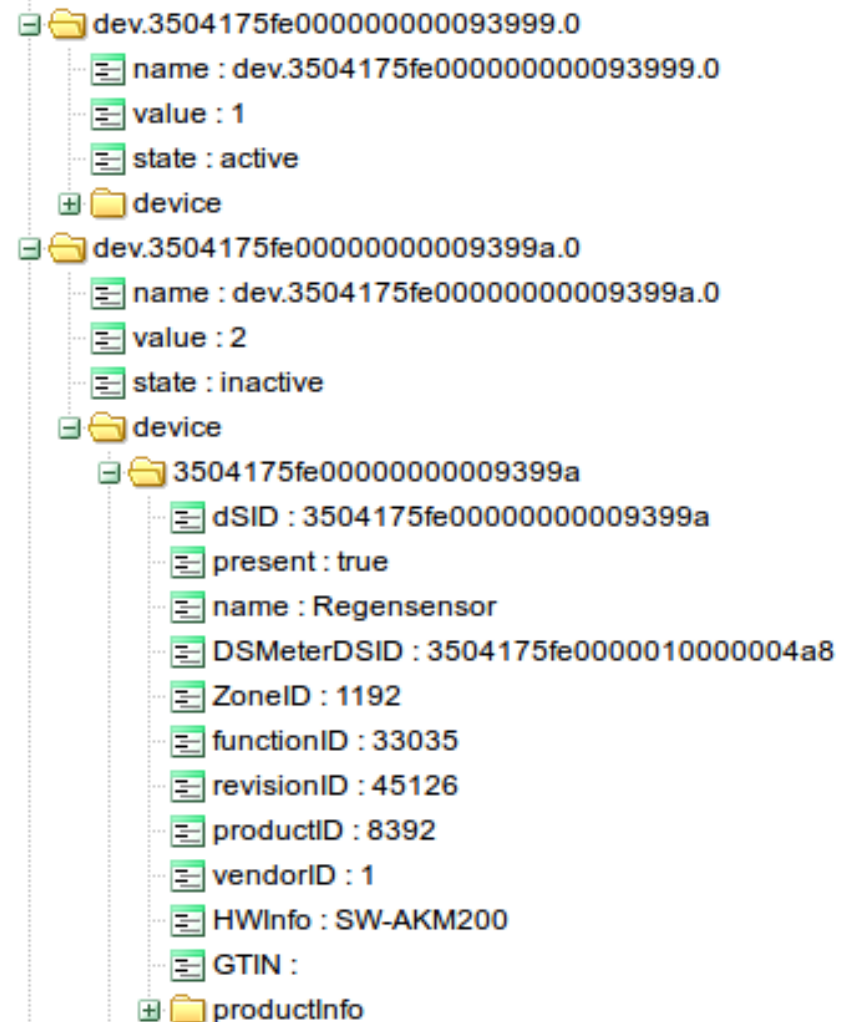 dev.3504175fe000000000093999.0
name : dev.3504175fe000000000093999.0
value : 1
state : active
device
dev.3504175fe00000000009399a.0
name : dev.3504175fe00000000009399a.0
value : 2
state : inactive
device
3504175fe00000000009399a
dSID : 3504175fe00000000009399a
present : true
name : Regensensor
DSMeterDSID : 3504175fe0000010000004a8
ZoneID : 1192
functionID : 33035
revisionID : 45126
productID : 8392
vendorID : 1
HWInfo : SW-AKM200
GTIN :
productInfo